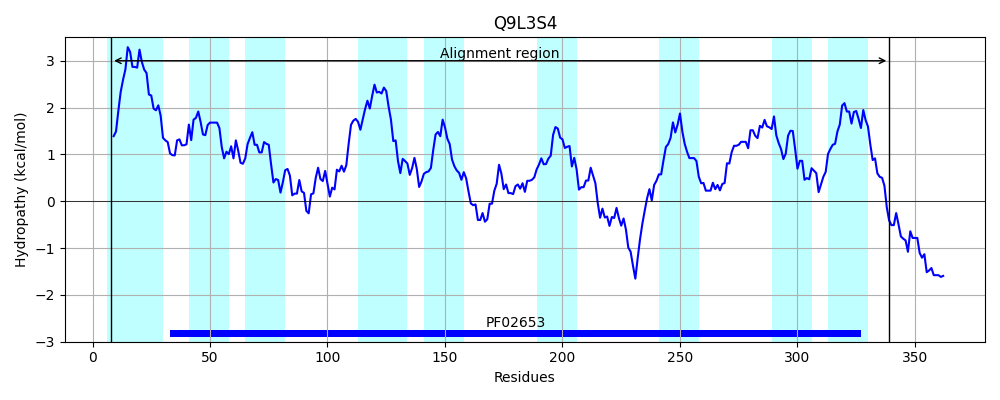 Q9L3S4
Hydropathy (kcal/mol)
3
2
1
0
−1
−2
−3
Alignment region
PF02653
0 50 100 150 200 250 300 350
Residues